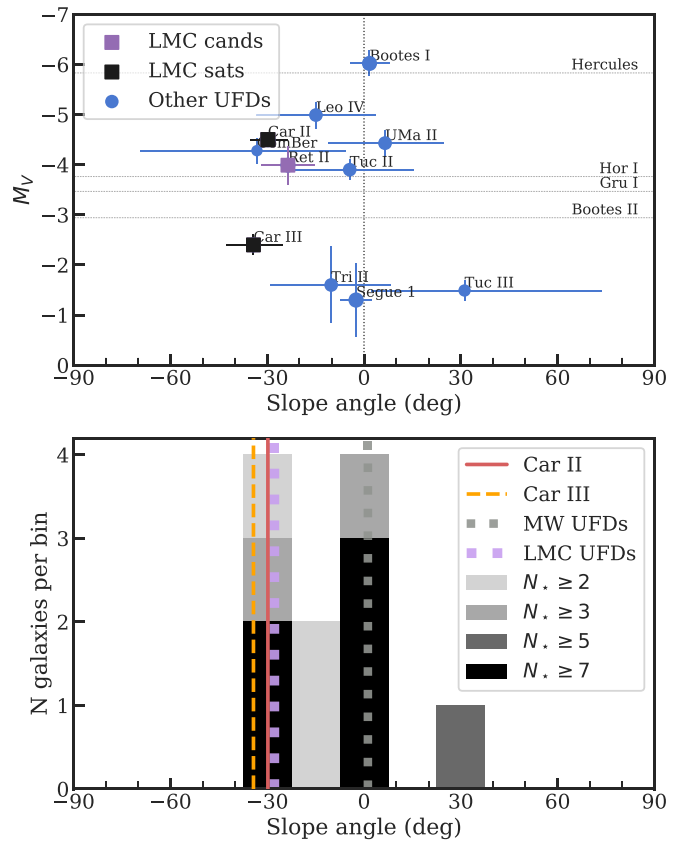 −7
−6
−5
−4
−3
−2
−1
0
M_V
LMC cands
LMC sats
Other UFDs
Bootes I
Hercules
Leo IV
Car II
ComBer
UMa II
Ret II
Tuc II
Hor I
Gru I
Bootes II
Car III
Tri II
Segue 1
Tuc III
−90 −60 −30 0 30 60 90
Slope angle (deg)
4
3
2
1
0
N galaxies per bin
Car II
Car III
MW UFDs
LMC UFDs
N⋆ ≥ 2
N⋆ ≥ 3
N⋆ ≥ 5
N⋆ ≥ 7
−90 −60 −30 0 30 60 90
Slope angle (deg)